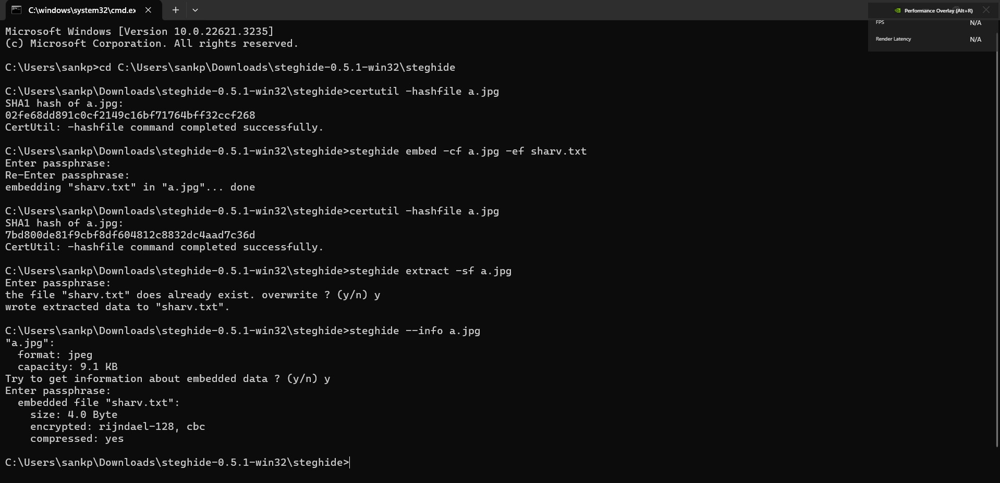 C:\windows\system32\cmd.ex
Performance Overlay (Alt+R)
FPS N/A
Render Latency N/A
Microsoft Windows [Version 10.0.22621.3235]
(c) Microsoft Corporation. All rights reserved.
C:\Users\sankp>cd C:\Users\sankp\Downloads\steghide-0.5.1-win32\steghide
C:\Users\sankp\Downloads\steghide-0.5.1-win32\steghide>certutil -hashfile a.jpg
SHA1 hash of a.jpg:
02fe68dd891c0cf2149c16bf71764bff32ccf268
CertUtil: -hashfile command completed successfully.
C:\Users\sankp\Downloads\steghide-0.5.1-win32\steghide>steghide embed -cf a.jpg -ef sharv.txt
Enter passphrase:
Re-Enter passphrase:
embedding "sharv.txt" in "a.jpg"... done
C:\Users\sankp\Downloads\steghide-0.5.1-win32\steghide>certutil -hashfile a.jpg
SHA1 hash of a.jpg:
7bd800de81f9cbf8df604812c8832dc4aad7c36d
CertUtil: -hashfile command completed successfully.
C:\Users\sankp\Downloads\steghide-0.5.1-win32\steghide>steghide extract -sf a.jpg
Enter passphrase:
the file "sharv.txt" does already exist. overwrite ? (y/n) y
wrote extracted data to "sharv.txt".
C:\Users\sankp\Downloads\steghide-0.5.1-win32\steghide>steghide --info a.jpg
"a.jpg":
format: jpeg
capacity: 9.1 KB
Try to get information about embedded data ? (y/n) y
Enter passphrase:
embedded file "sharv.txt":
size: 4.0 Byte
encrypted: rijndael-128, cbc
compressed: yes
C:\Users\sankp\Downloads\steghide-0.5.1-win32\steghide>